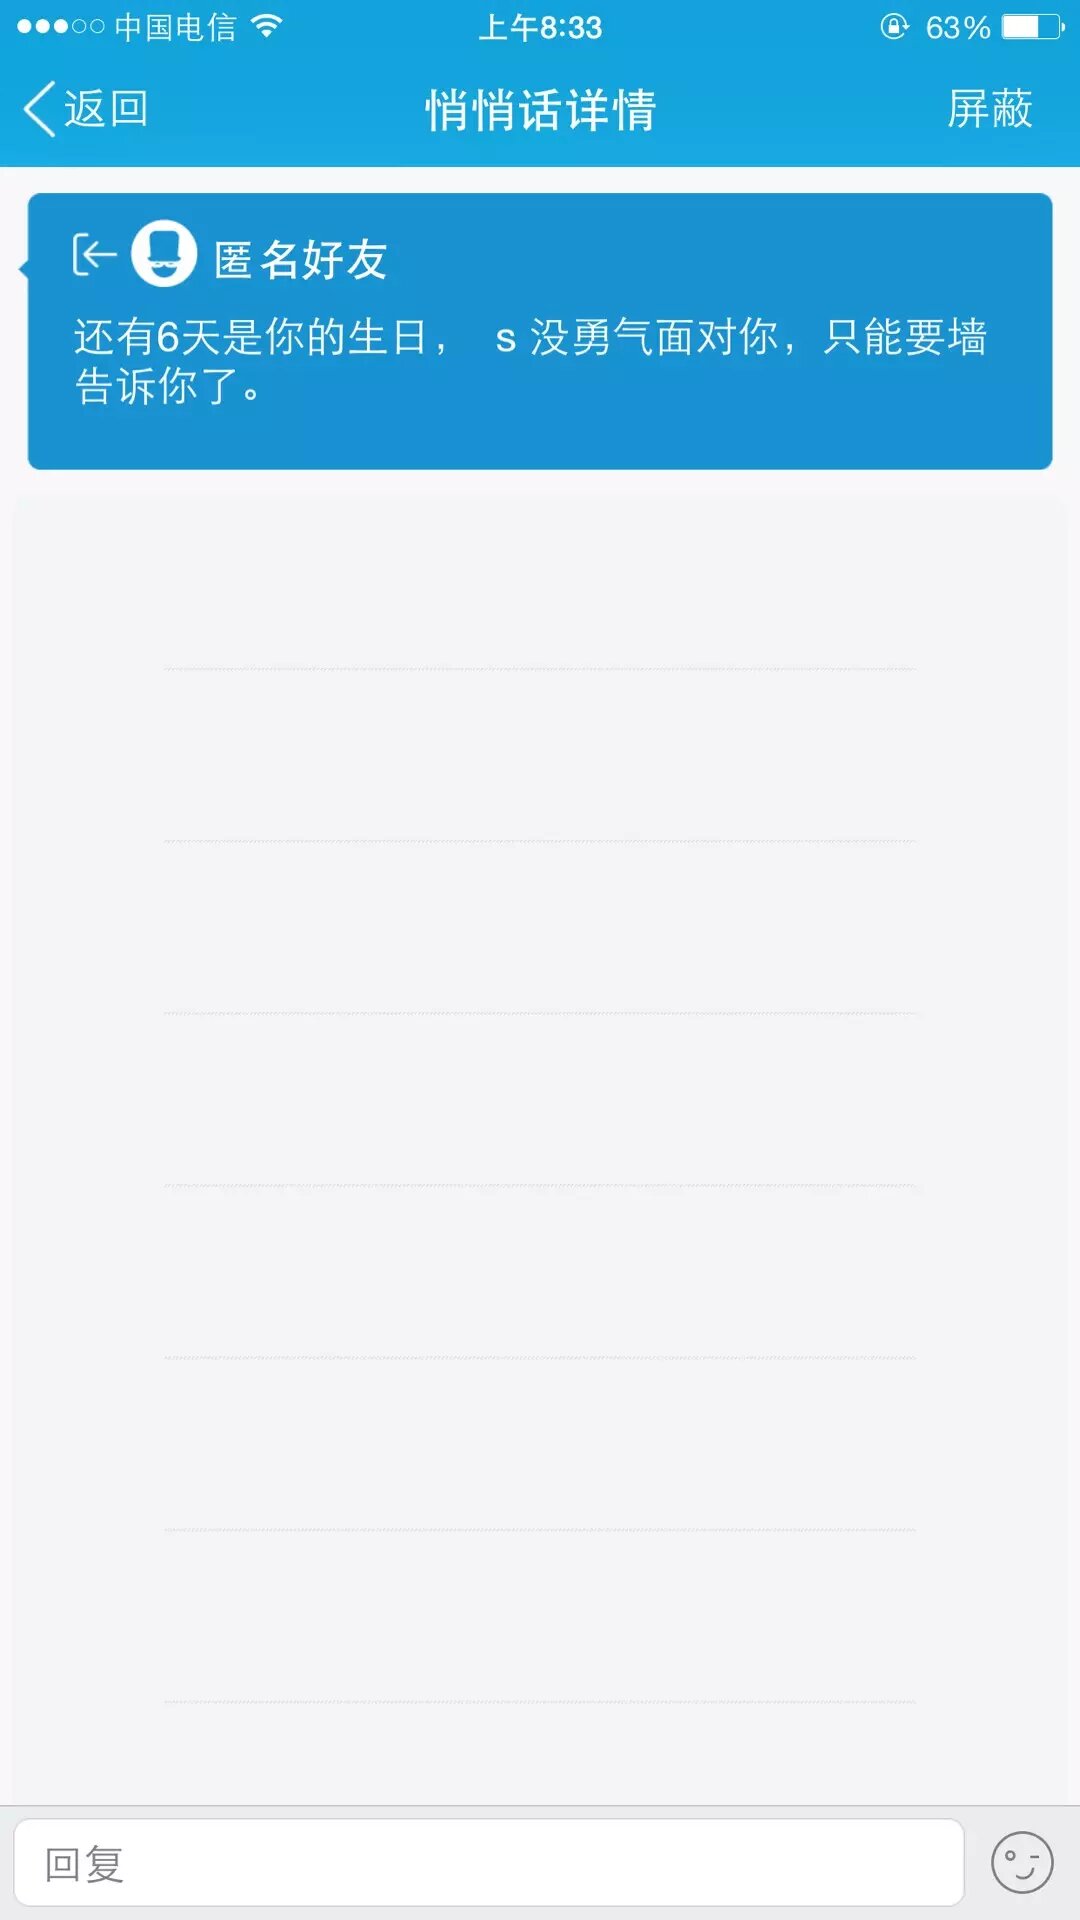 中国电信 上午8:33 63%
返回 悄悄话详情 屏蔽
匿名好友
还有6天是你的生日， s 没勇气面对你，只能要墙
告诉你了。
回复